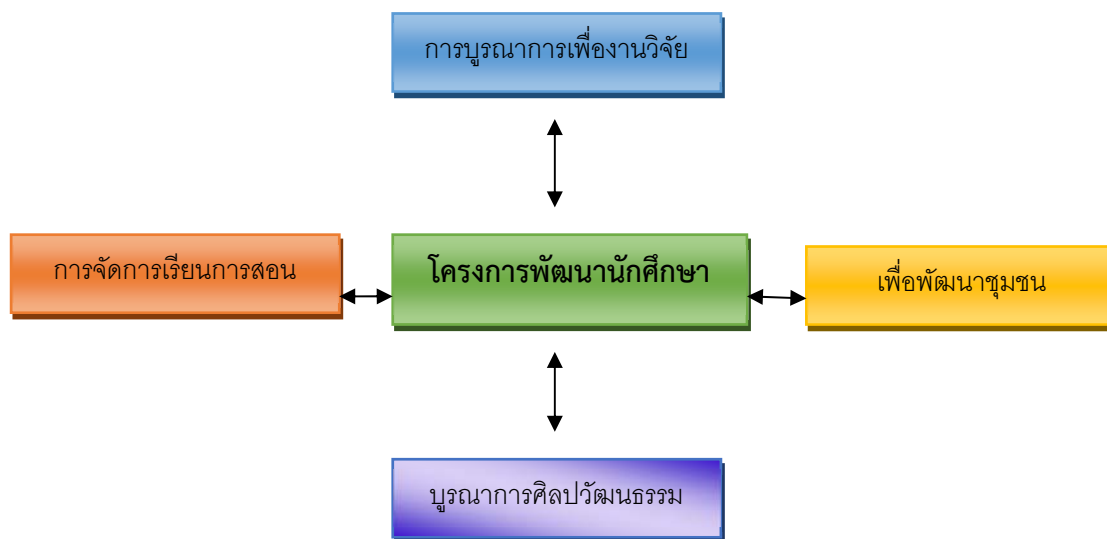 การบูรณาการเพื่องานวิจัย
การจัดการเรียนการสอน
โครงการพัฒนานักศึกษา
เพื่อพัฒนาชุมชน
บูรณาการศิลปวัฒนธรรม